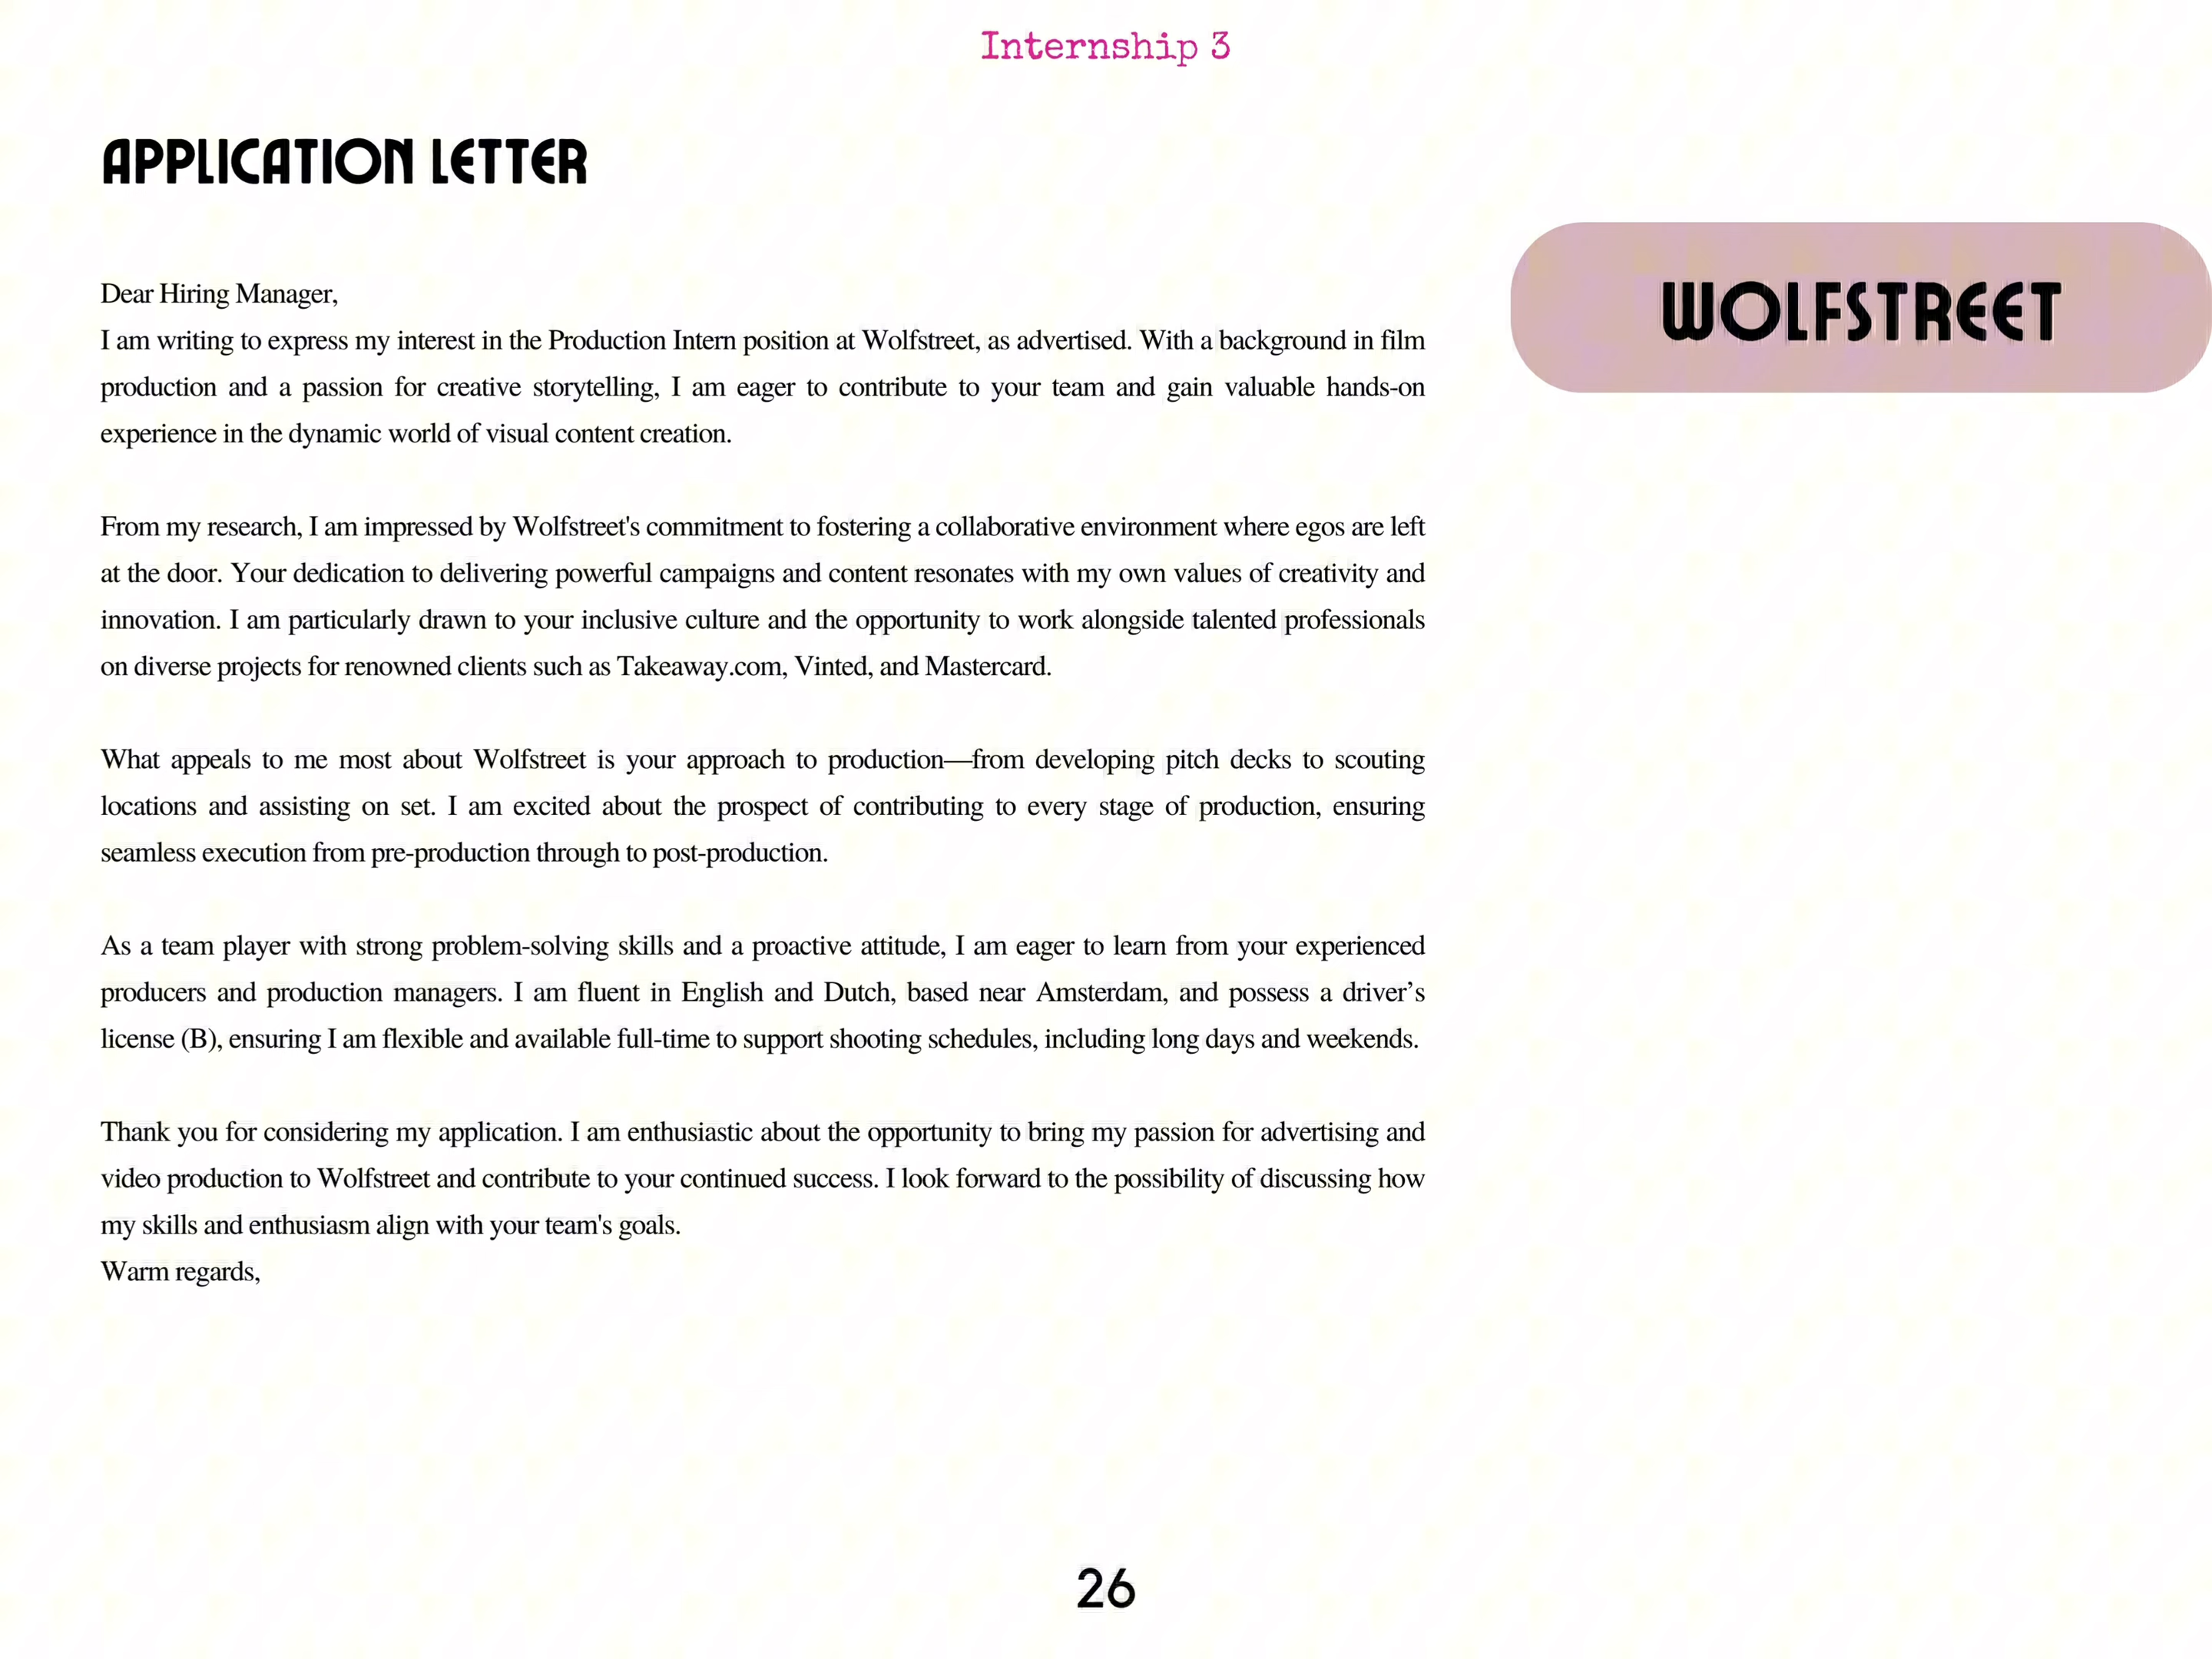 Internship 3
APPLICATION LETTER
WOLFSTREET
Dear Hiring Manager,
I am writing to express my interest in the Production Intern position at Wolfstreet, as advertised. With a background in film
production and a passion for creative storytelling, I am eager to contribute to your team and gain valuable hands-on
experience in the dynamic world of visual content creation.
From my research, I am impressed by Wolfstreet's commitment to fostering a collaborative environment where egos are left
at the door. Your dedication to delivering powerful campaigns and content resonates with my own values of creativity and
innovation. I am particularly drawn to your inclusive culture and the opportunity to work alongside talented professionals
on diverse projects for renowned clients such as Takeaway.com, Vinted, and Mastercard.
What appeals to me most about Wolfstreet is your approach to production—from developing pitch decks to scouting
locations and assisting on set. I am excited about the prospect of contributing to every stage of production, ensuring
seamless execution from pre-production through to post-production.
As a team player with strong problem-solving skills and a proactive attitude, I am eager to learn from your experienced
producers and production managers. I am fluent in English and Dutch, based near Amsterdam, and possess a driver’s
license (B), ensuring I am flexible and available full-time to support shooting schedules, including long days and weekends.
Thank you for considering my application. I am enthusiastic about the opportunity to bring my passion for advertising and
video production to Wolfstreet and contribute to your continued success. I look forward to the possibility of discussing how
my skills and enthusiasm align with your team's goals.
Warm regards,
26